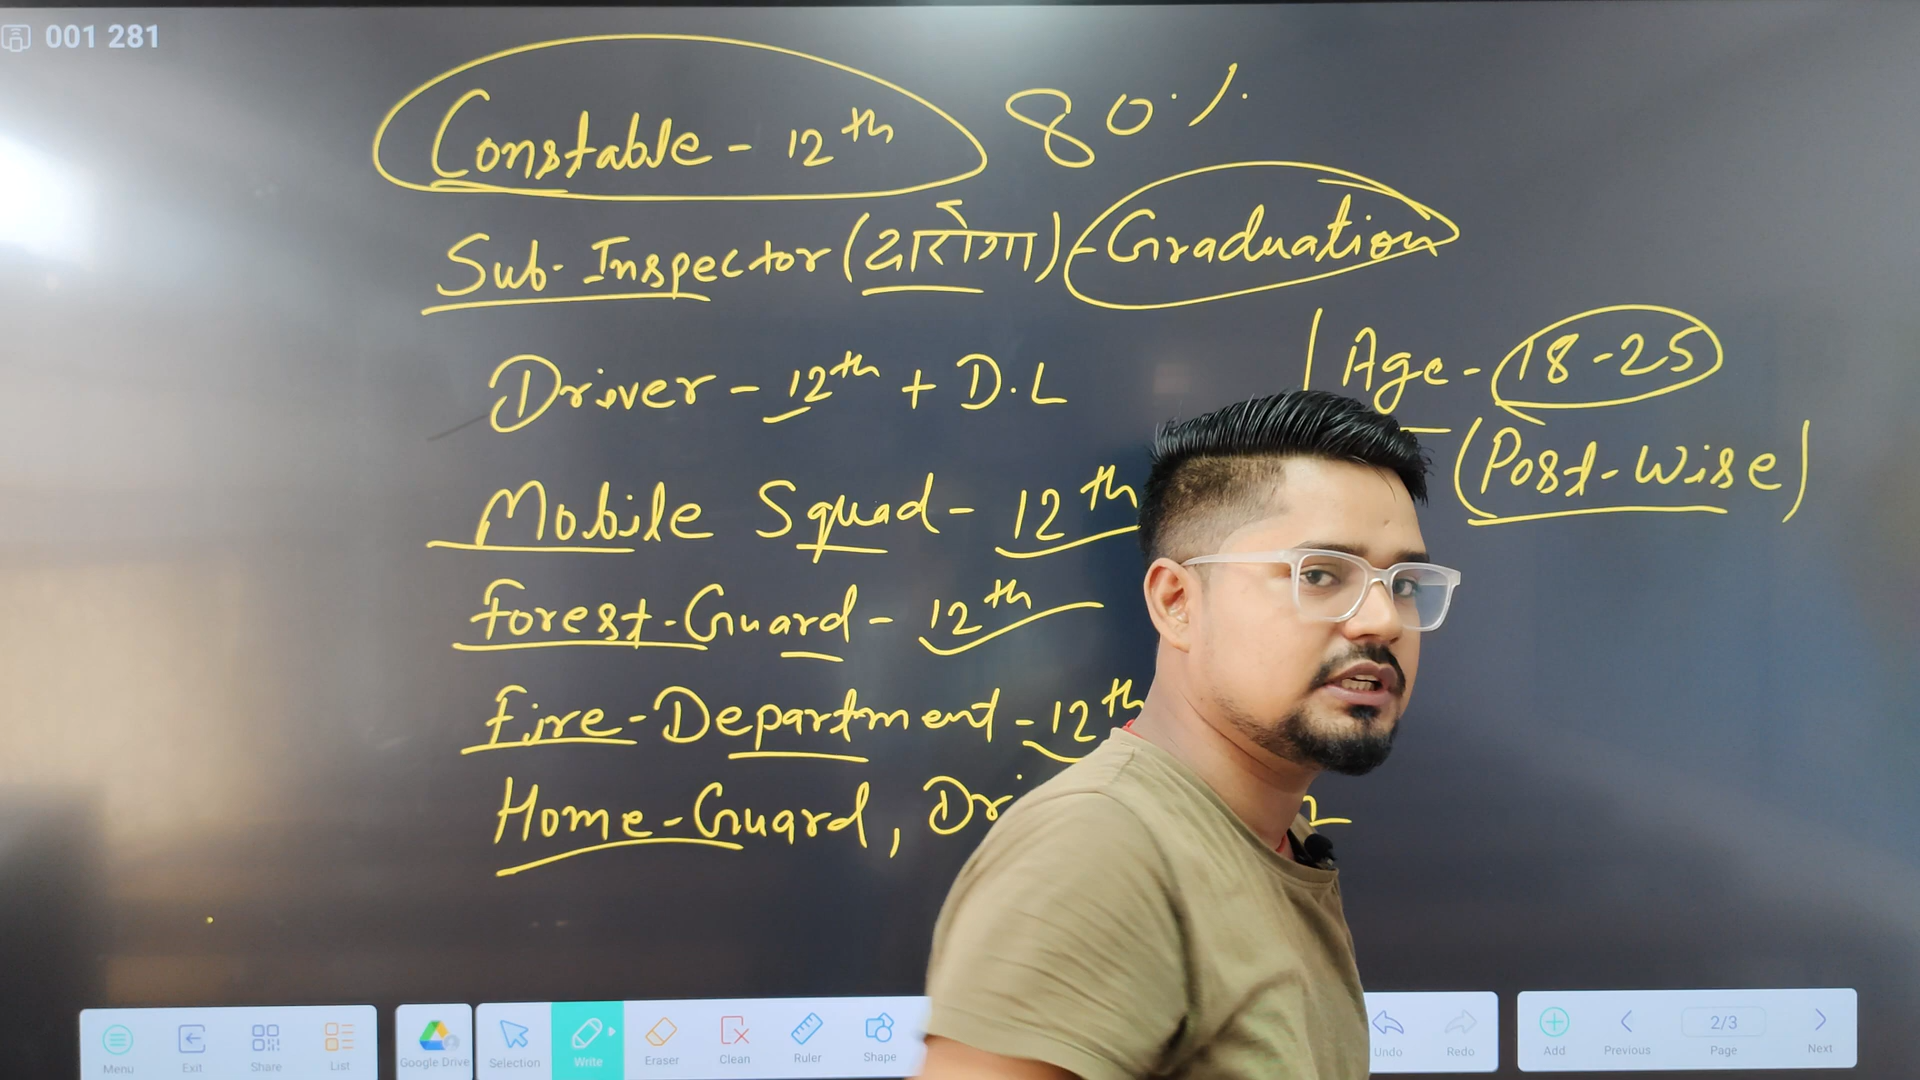 001 281
Constable - 12th 80%
Sub-Inspector (दारोगा) - Graduation
Age - 18-25
(Post-Wise)
Driver - 12th + D.L
Mobile Squad - 12th
Forest-Guard - 12th
Fire-Department - 12th
Home-Guard,
Menu Exit Share List Google Drive Selection Write Eraser Clean Ruler Shape Undo Redo Add Previous 2/3 Page Next